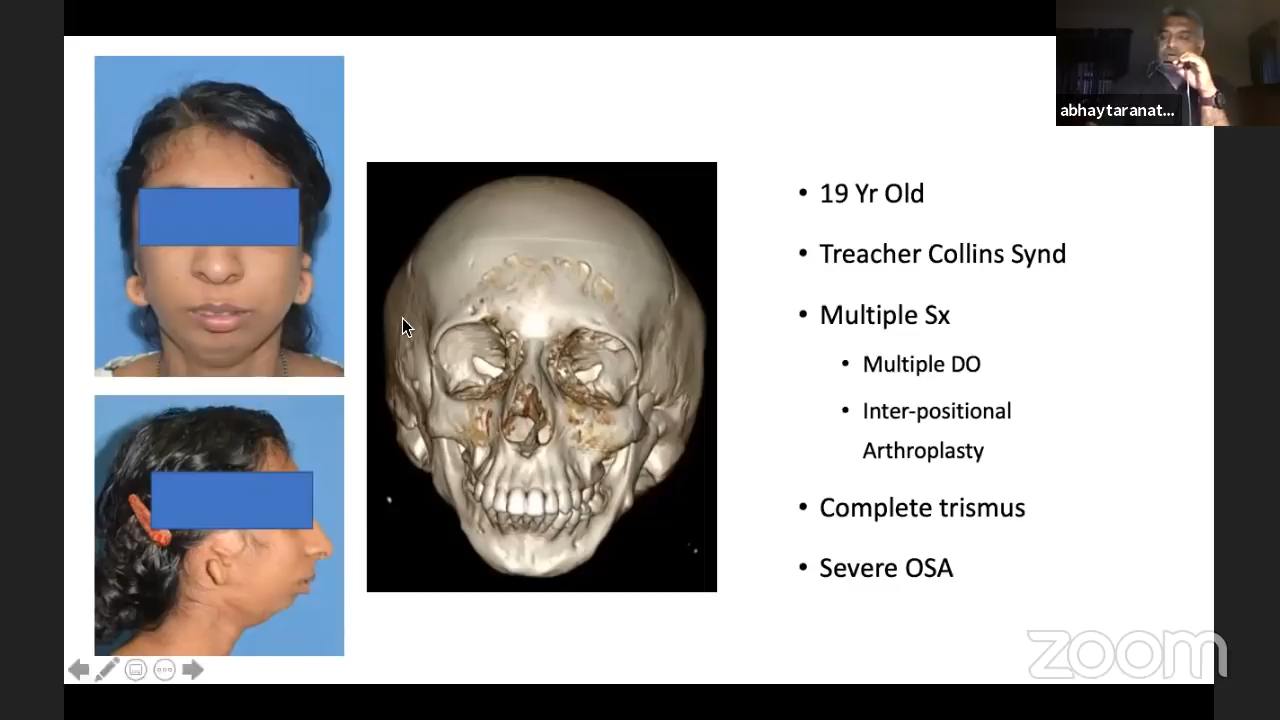 abhaytaranat...
• 19 Yr Old
• Treacher Collins Synd
• Multiple Sx
• Multiple DO
• Inter-positional
Arthroplasty
• Complete trismus
• Severe OSA
zoom